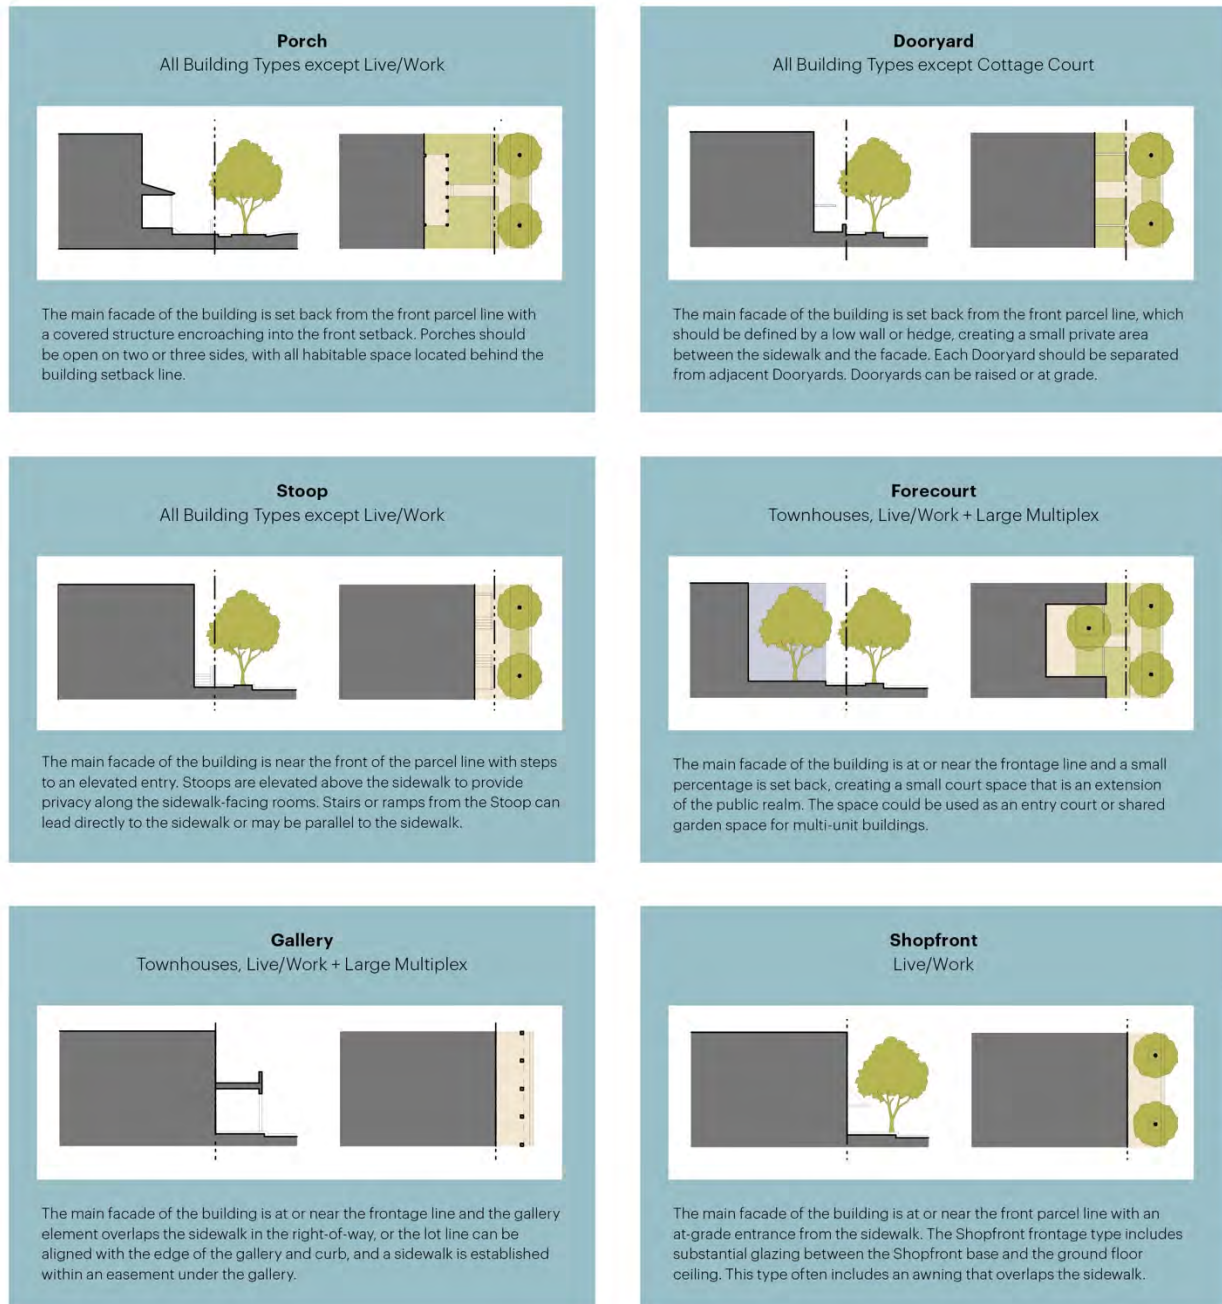 Porch
All Building Types except Live/Work
The main facade of the building is set back from the front parcel line with
a covered structure encroaching into the front setback. Porches should
be open on two or three sides, with all habitable space located behind the
building setback line.
Dooryard
All Building Types except Cottage Court
The main facade of the building is set back from the front parcel line, which
should be defined by a low wall or hedge, creating a small private area
between the sidewalk and the facade. Each Dooryard should be separated
from adjacent Dooryards. Dooryards can be raised or at grade.
Stoop
All Building Types except Live/Work
The main facade of the building is near the front of the parcel line with steps
to an elevated entry. Stoops are elevated above the sidewalk to provide
privacy along the sidewalk-facing rooms. Stairs or ramps from the Stoop can
lead directly to the sidewalk or may be parallel to the sidewalk.
Forecourt
Townhouses, Live/Work + Large Multiplex
The main facade of the building is at or near the frontage line and a small
percentage is set back, creating a small court space that is an extension
of the public realm. The space could be used as an entry court or shared
garden space for multi-unit buildings.
Gallery
Townhouses, Live/Work + Large Multiplex
The main facade of the building is at or near the frontage line and the gallery
element overlaps the sidewalk in the right-of-way, or the lot line can be
aligned with the edge of the gallery and curb, and a sidewalk is established
within an easement under the gallery.
Shopfront
Live/Work
The main facade of the building is at or near the front parcel line with an
at-grade entrance from the sidewalk. The Shopfront frontage type includes
substantial glazing between the Shopfront base and the ground floor
ceiling. This type often includes an awning that overlaps the sidewalk.